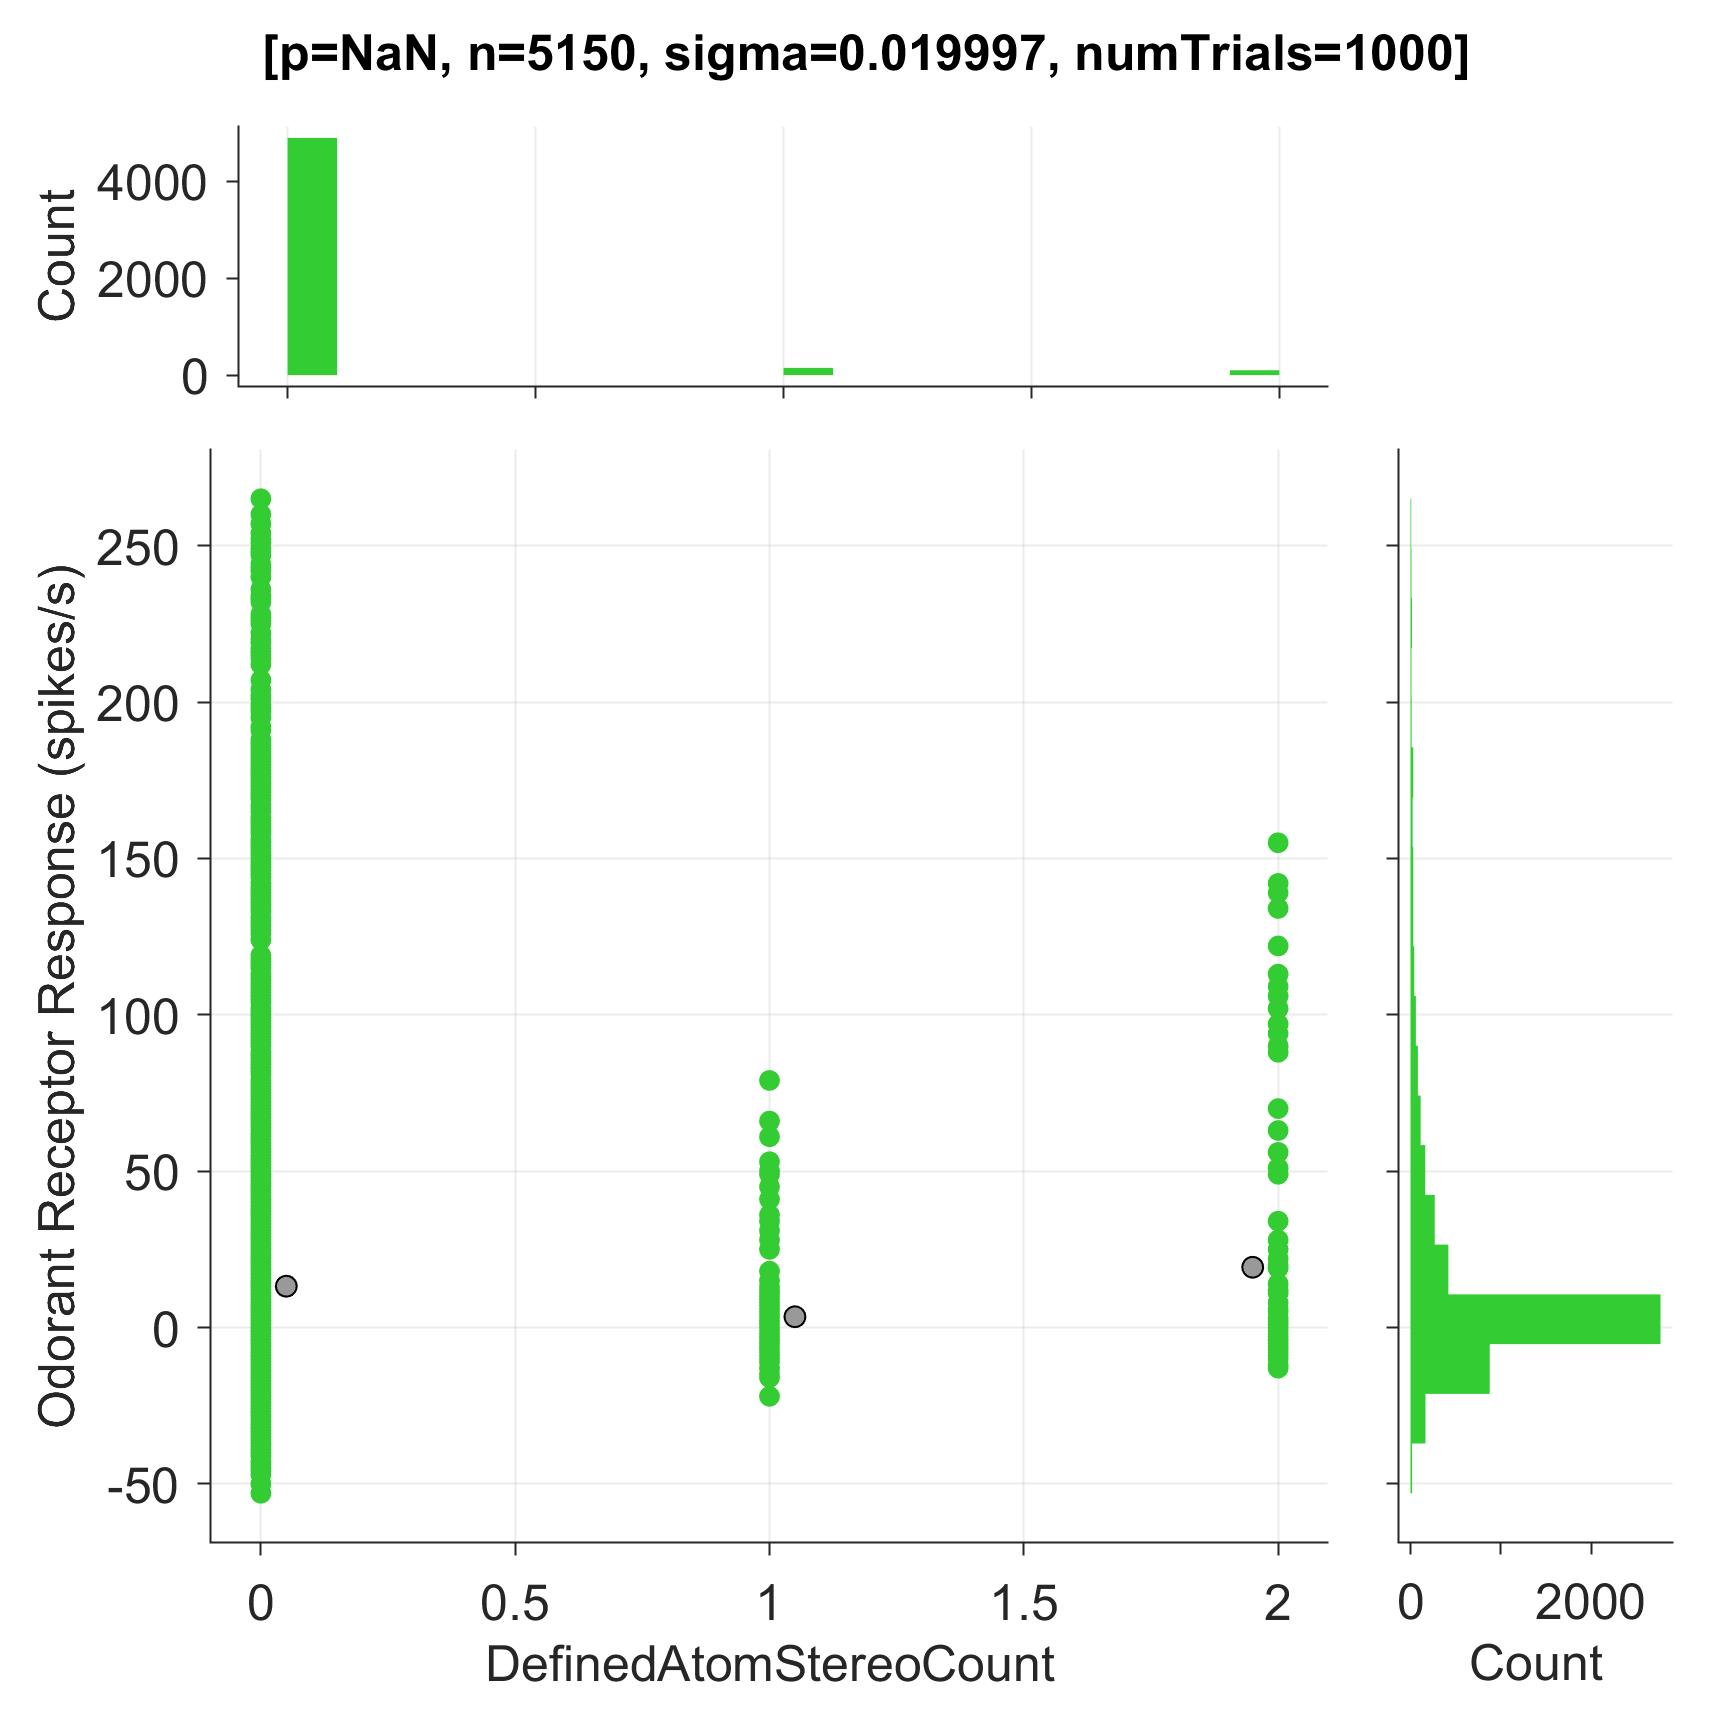 [p=NaN, n=5150, sigma=0.019997, numTrials=1000]
Count
4000
2000
0
Odorant Receptor Response (spikes/s)
250
200
150
100
50
0
-50
0 0.5 1 1.5 2
DefinedAtomStereoCount
0 2000
Count